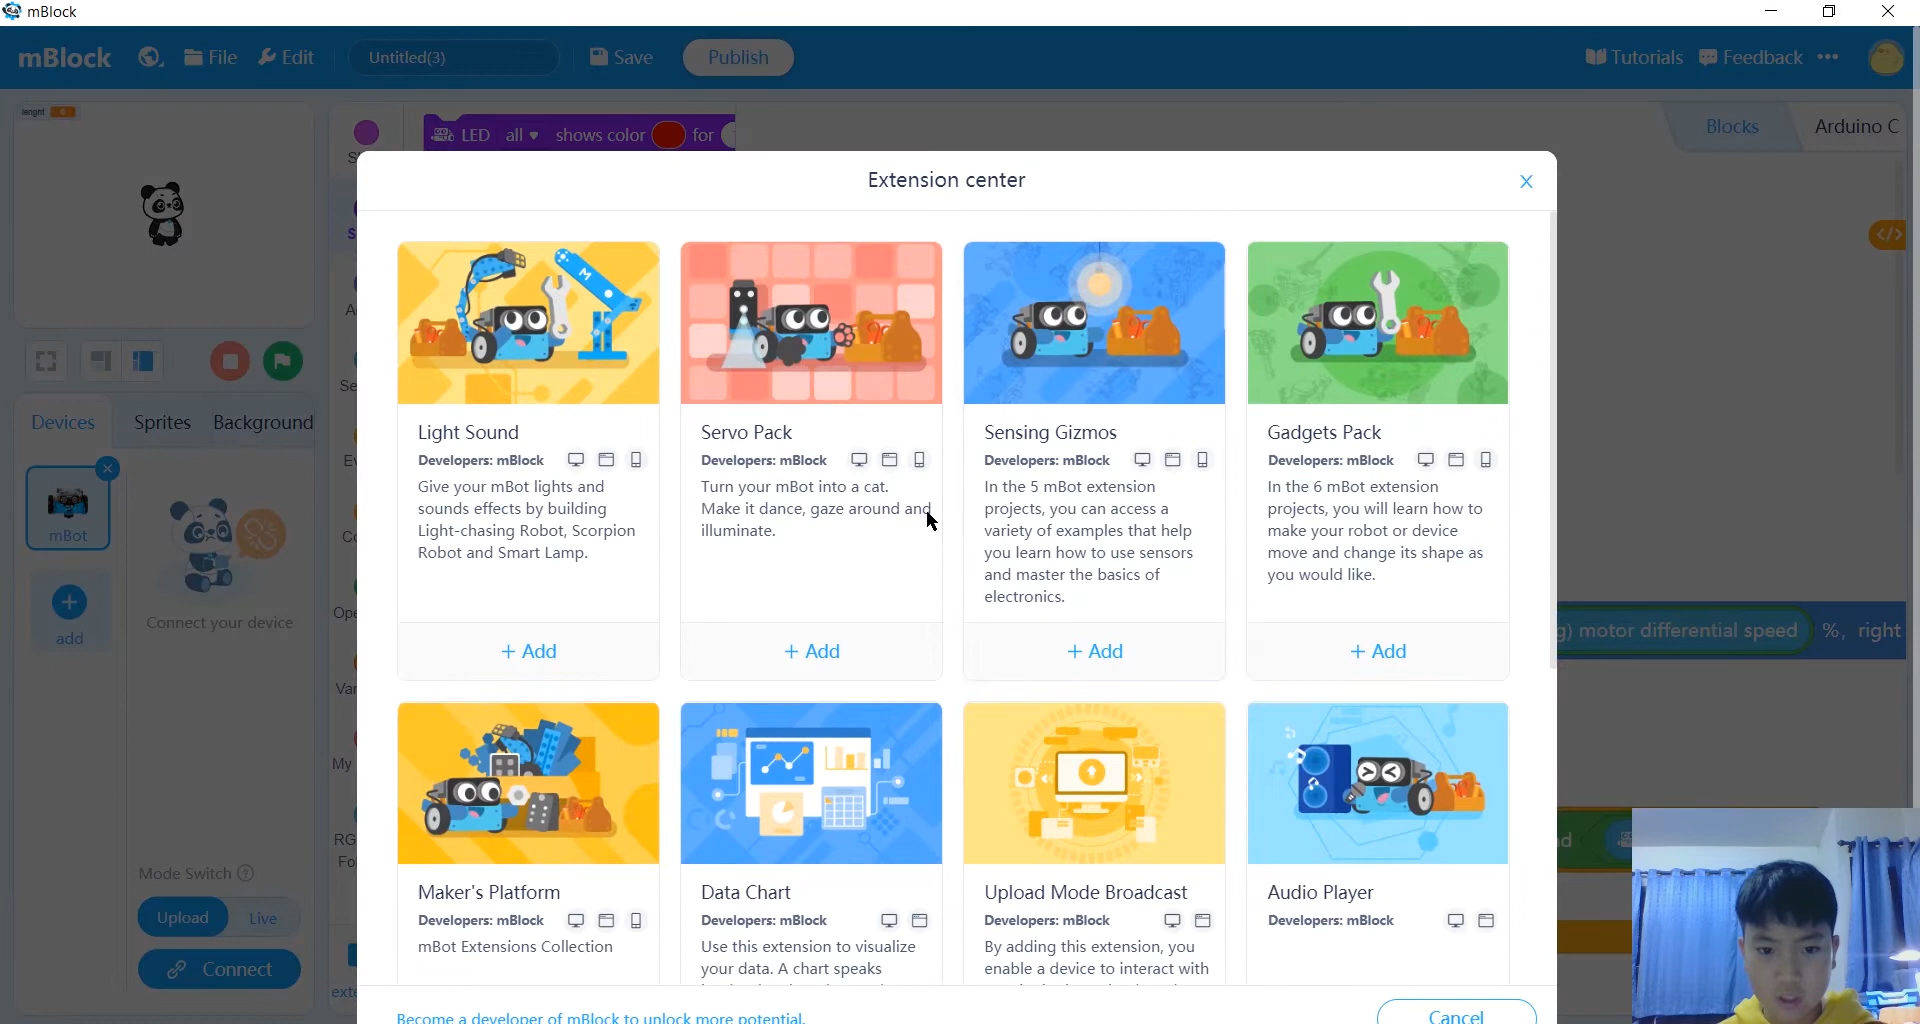 mBlock
mBlock File Edit Untitled(3) Save Publish Tutorials Feedback
LED all shows color for
Blocks Arduino C
Extension center
X
Devices Sprites Background
mBot
add
Connect your device
Mode Switch ?
Upload Live
Connect
Light Sound
Developers: mBlock
Give your mBot lights and
sounds effects by building
Light-chasing Robot, Scorpion
Robot and Smart Lamp.
+ Add
Servo Pack
Developers: mBlock
Turn your mBot into a cat.
Make it dance, gaze around and
illuminate.
+ Add
Sensing Gizmos
Developers: mBlock
In the 5 mBot extension
projects, you can access a
variety of examples that help
you learn how to use sensors
and master the basics of
electronics.
+ Add
Gadgets Pack
Developers: mBlock
In the 6 mBot extension
projects, you will learn how to
make your robot or device
move and change its shape as
you would like.
+ Add
g) motor differential speed %, right
Maker's Platform
Developers: mBlock
mBot Extensions Collection
Data Chart
Developers: mBlock
Use this extension to visualize
your data. A chart speaks
Upload Mode Broadcast
Developers: mBlock
By adding this extension, you
enable a device to interact with
Audio Player
Developers: mBlock
Become a developer of mBlock to unlock more potential.
Cancel